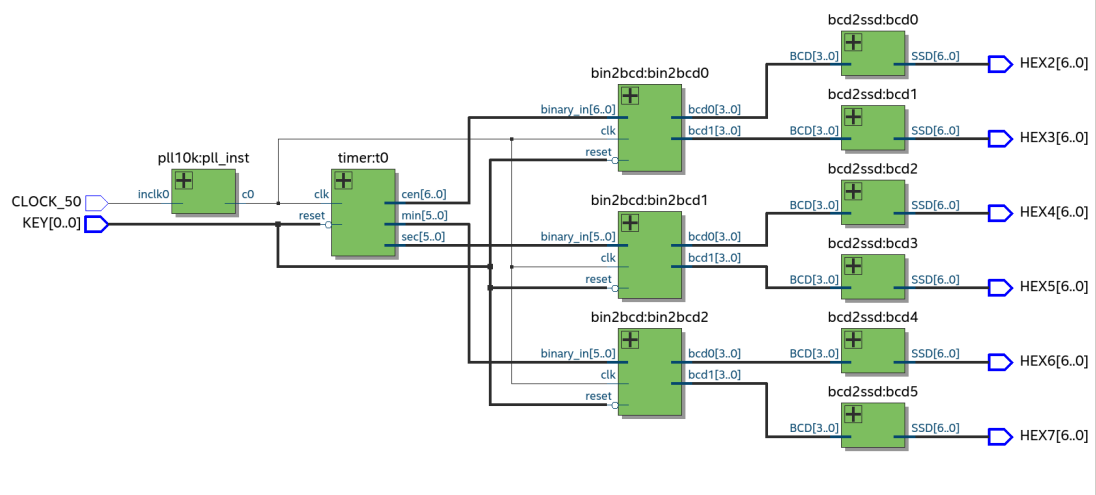 bcd2ssd:bcd0
BCD[3..0] SSD[6..0] HEX2[6..0]
bin2bcd:bin2bcd0
binary_in[6..0] bcd0[3..0]
clk bcd1[3..0]
reset
bcd2ssd:bcd1
BCD[3..0] SSD[6..0] HEX3[6..0]
pll10k:pll_inst
CLOCK_50 inclk0 c0
KEY[0..0]
timer:t0
clk cen[6..0]
reset min[5..0]
sec[5..0]
bcd2ssd:bcd2
BCD[3..0] SSD[6..0] HEX4[6..0]
bin2bcd:bin2bcd1
binary_in[5..0] bcd0[3..0]
clk bcd1[3..0]
reset
bcd2ssd:bcd3
BCD[3..0] SSD[6..0] HEX5[6..0]
bin2bcd:bin2bcd2
binary_in[5..0] bcd0[3..0]
clk bcd1[3..0]
reset
bcd2ssd:bcd4
BCD[3..0] SSD[6..0] HEX6[6..0]
bcd2ssd:bcd5
BCD[3..0] SSD[6..0] HEX7[6..0]